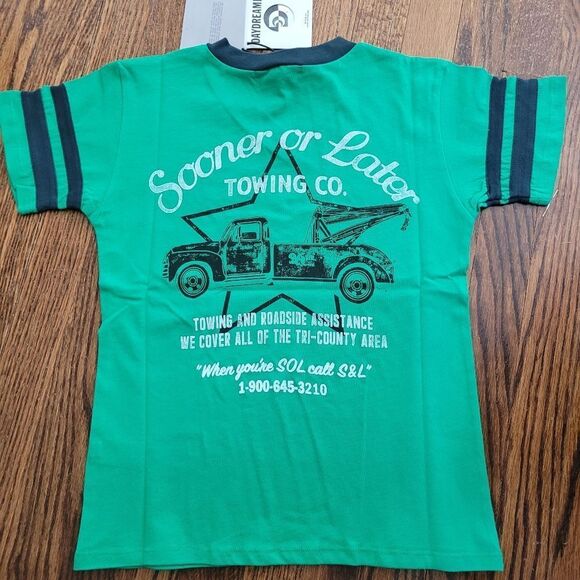 DAYDREAMER
Sooner or Later
TOWING CO.
TOWING AND ROADSIDE ASSISTANCE
WE COVER ALL OF THE TRI-COUNTY AREA
"When you're SOL call S&L"
1-900-645-3210